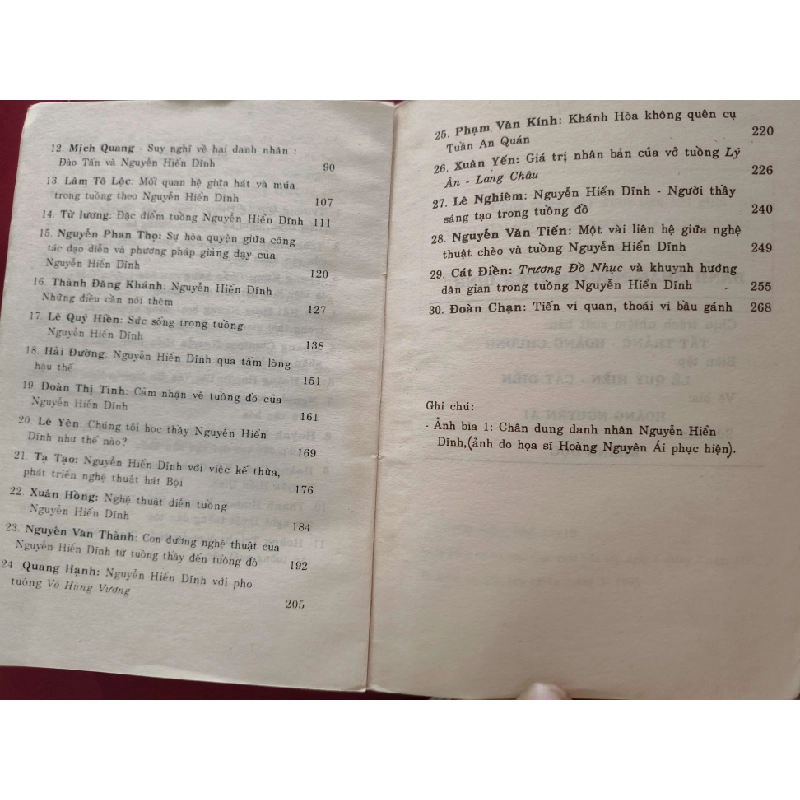 12. Mịch Quang - Suy nghĩ về hai danh nhân :
Đào Tấn và Nguyễn Hiển Dĩnh
90
13. Lâm Tô Lộc: Mối quan hệ giữa hát và múa
trong tuồng theo Nguyễn Hiển Dĩnh
107
14. Từ lương: Đặc điểm tuồng Nguyễn Hiển Dĩnh 111
15. Nguyễn Phan Thọ: Sự hòa quyện giữa công
tác đạo diễn và phương pháp giảng dạy của
Nguyễn Hiển Dĩnh
120
16. Thành Đăng Khánh: Nguyễn Hiển Dĩnh
Những điều cần nói thêm
127
17. Lê Quý Hiền: Sức sống trong tuồng
Nguyễn Hiển Dĩnh
138
18. Hải Đường: Nguyễn Hiển Dĩnh qua tấm lòng
hậu thế
151
19. Đoàn Thị Tình: Cảm nhận về tuồng đồ của
Nguyễn Hiển Dĩnh
161
20. Lê Yên: Chúng tôi học thầy Nguyễn Hiển
Dĩnh như thế nào?
169
21. Tạ Tạo: Nguyễn Hiển Dĩnh với việc kế thừa,
phát triển nghệ thuật hát Bội
176
22. Xuân Hồng: Nghệ thuật diễn tuồng
Nguyễn Hiển Dĩnh
184
23. Nguyễn Văn Thành: Con đường nghệ thuật của
Nguyễn Hiển Dĩnh từ tuồng thầy đến tuồng đồ
192
24 Quang Hạnh: Nguyễn Hiển Dĩnh với pho
tuồng Võ Hùng Vương
205
25. Phạm Văn Kính: Khánh Hòa không quên cụ
Tuần An Quán
220
26. Xuân Yến: Giá trị nhân bản của vở tuồng Lý
Ân - Lang Châu
226
27. Lê Nghiêm: Nguyễn Hiển Dĩnh - Người thầy
sáng tạo trong tuồng đồ
240
28. Nguyễn Văn Tiến: Một vài liên hệ giữa nghệ
thuật chèo và tuồng Nguyễn Hiển Dĩnh
249
29. Cát Điền: Trương Đồ Nhục và khuynh hướng
dân gian trong tuồng Nguyễn Hiển Dĩnh
255
30. Đoàn Chạn: Tiến vi quan, thoái vi bầu gánh
268
Ghi chú:
- Ảnh bìa 1: Chân dung danh nhân Nguyễn Hiển
Dĩnh,(ảnh do họa sĩ Hoàng Nguyên Ái phục hiện).